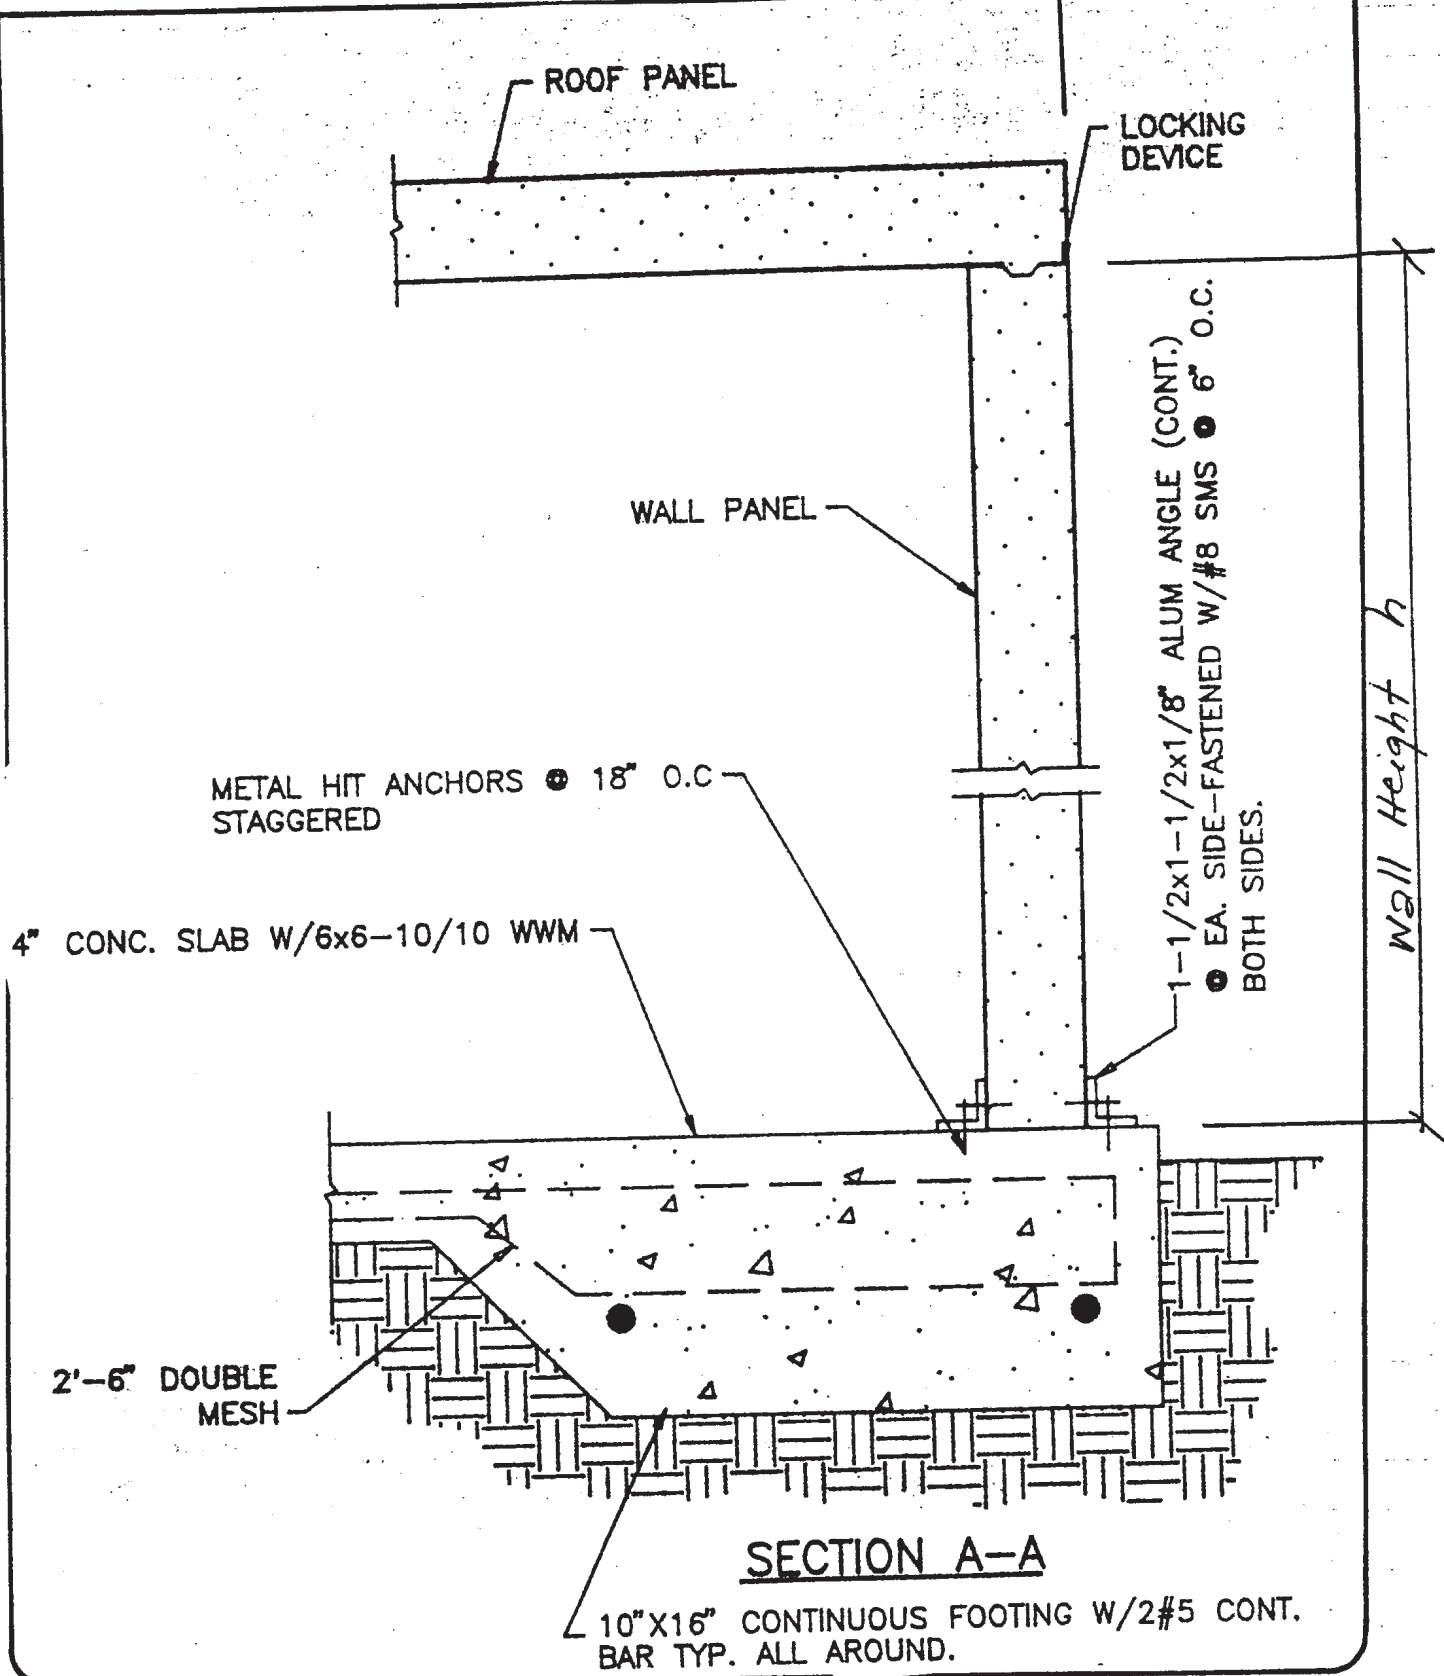 ROOF PANEL
LOCKING
DEVICE
WALL PANEL
1-1/2x1-1/2x1/8" ALUM ANGLE (CONT.)
@ EA. SIDE-FASTENED W/#8 SMS @ 6" O.C.
BOTH SIDES.
Wall Height h
METAL HIT ANCHORS @ 18" O.C
STAGGERED
4" CONC. SLAB W/6x6-10/10 WWM
2'-6" DOUBLE
MESH
SECTION A-A
10"X16" CONTINUOUS FOOTING W/2#5 CONT.
BAR TYP. ALL AROUND.